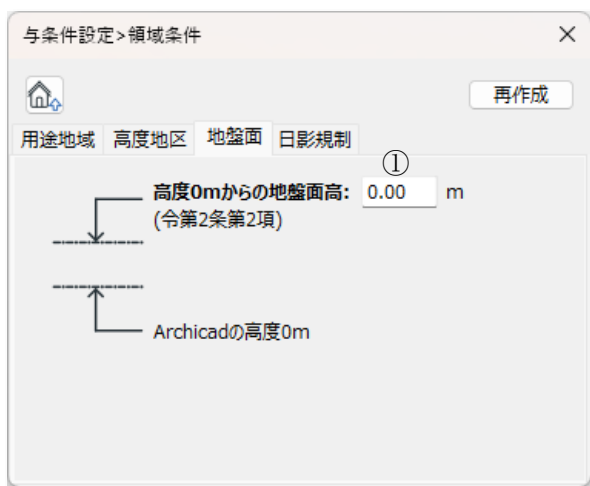 与条件設定>領域条件
再作成
用途地域 高度地区 地盤面 日影規制
①
高度0mからの地盤面高: 0.00 m
(令第2条第2項)
Archicadの高度0m